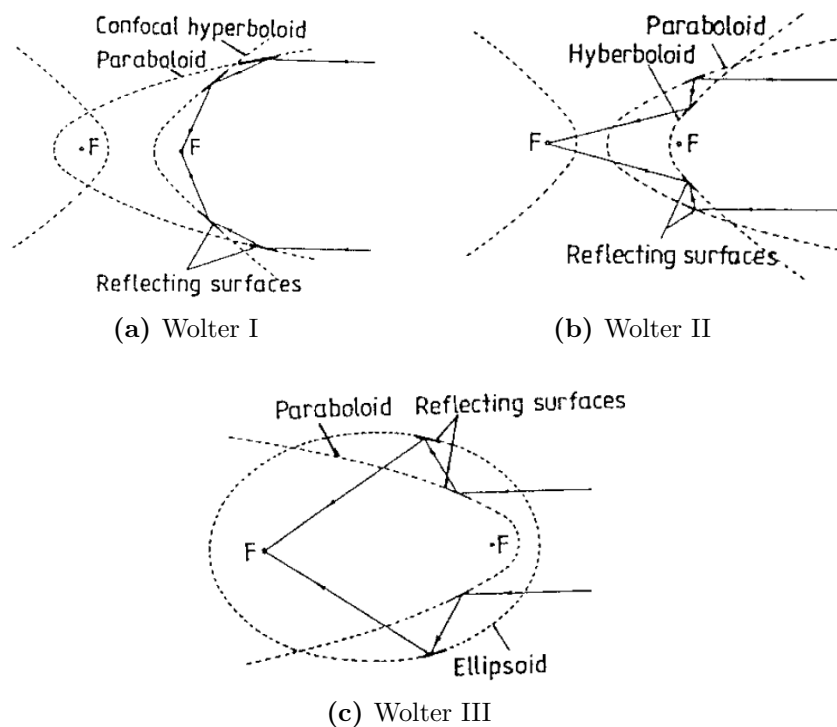 Confocal hyperboloid
Paraboloid
F
F
Reflecting surfaces
(a) Wolter I
Paraboloid
Hyberboloid
F
F
Reflecting surfaces
(b) Wolter II
Paraboloid
Reflecting surfaces
F
F
Ellipsoid
(c) Wolter III